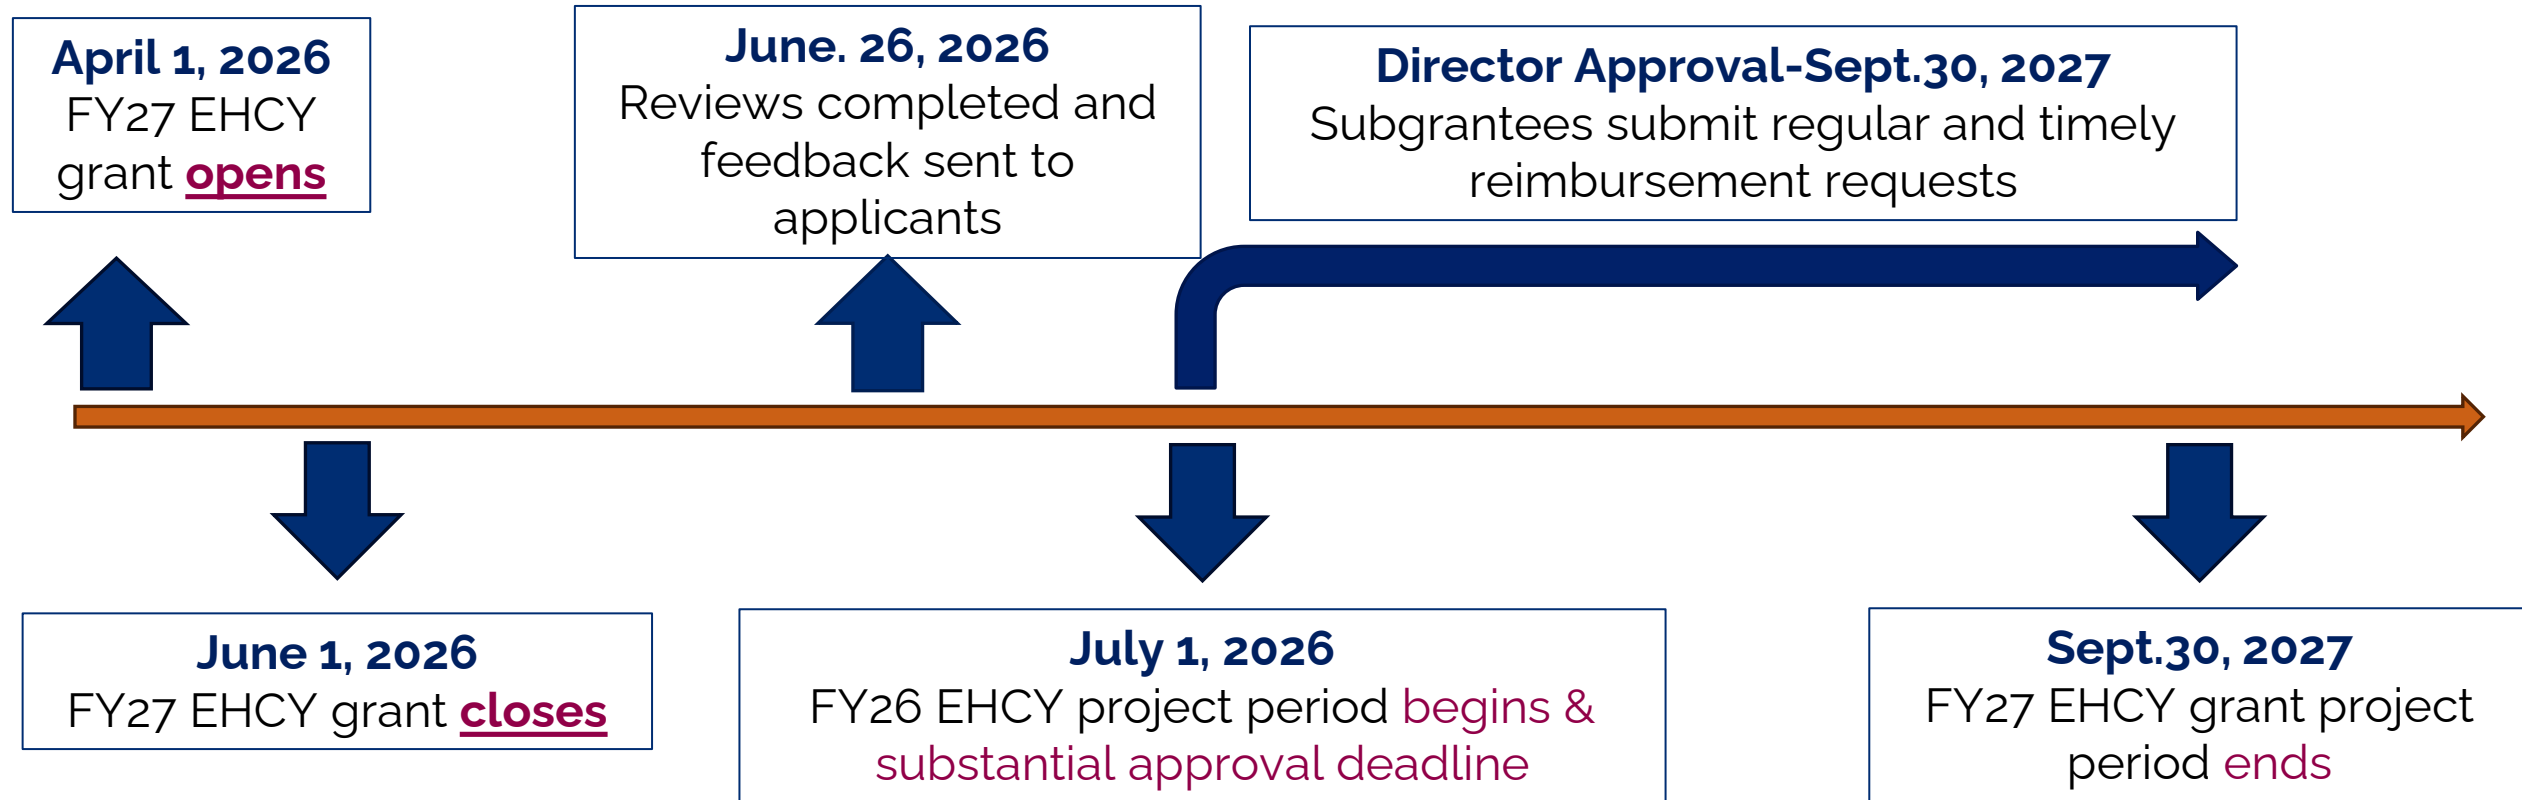 April 1, 2026
FY27 EHCY
grant opens
June. 26, 2026
Reviews completed and
feedback sent to
applicants
Director Approval-Sept.30, 2027
Subgrantees submit regular and timely
reimbursement requests
June 1, 2026
FY27 EHCY grant closes
July 1, 2026
FY26 EHCY project period begins &
substantial approval deadline
Sept.30, 2027
FY27 EHCY grant project
period ends